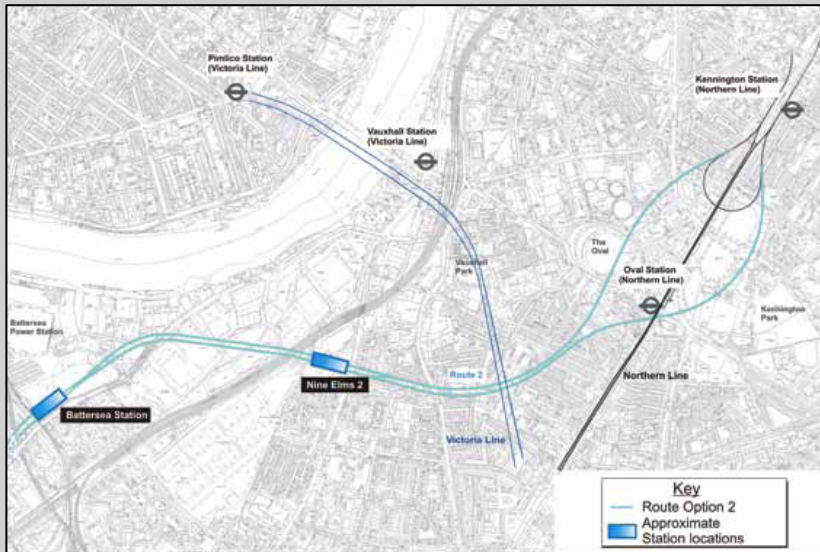 Pimlico Station
(Victoria Line)
Kennington Station
(Northern Line)
Vauxhall Station
(Victoria Line)
The
Oval
Vauxhall
Park
Oval Station
(Northern Line)
Kennington
Park
Battersea
Power Station
Nine Elms 2
Route 2
Northern Line
Battersea Station
Victoria Line
Key
Route Option 2
Approximate
Station locations